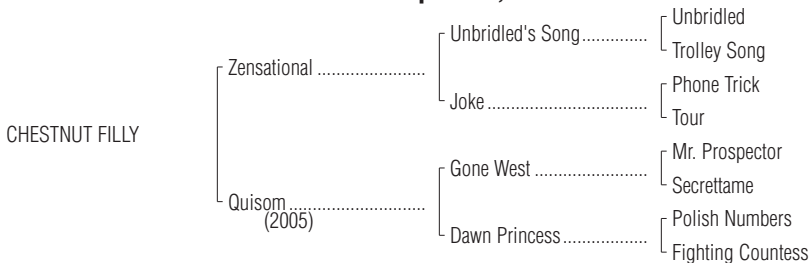 Unbridled
Unbridled's Song..............
Trolley Song
Zensational .......................
Phone Trick
Joke..................................
Tour
CHESTNUT FILLY
Mr. Prospector
Gone West ........................
Secrettame
Quisom.............................
(2005)
Polish Numbers
Dawn Princess..................
Fighting Countess